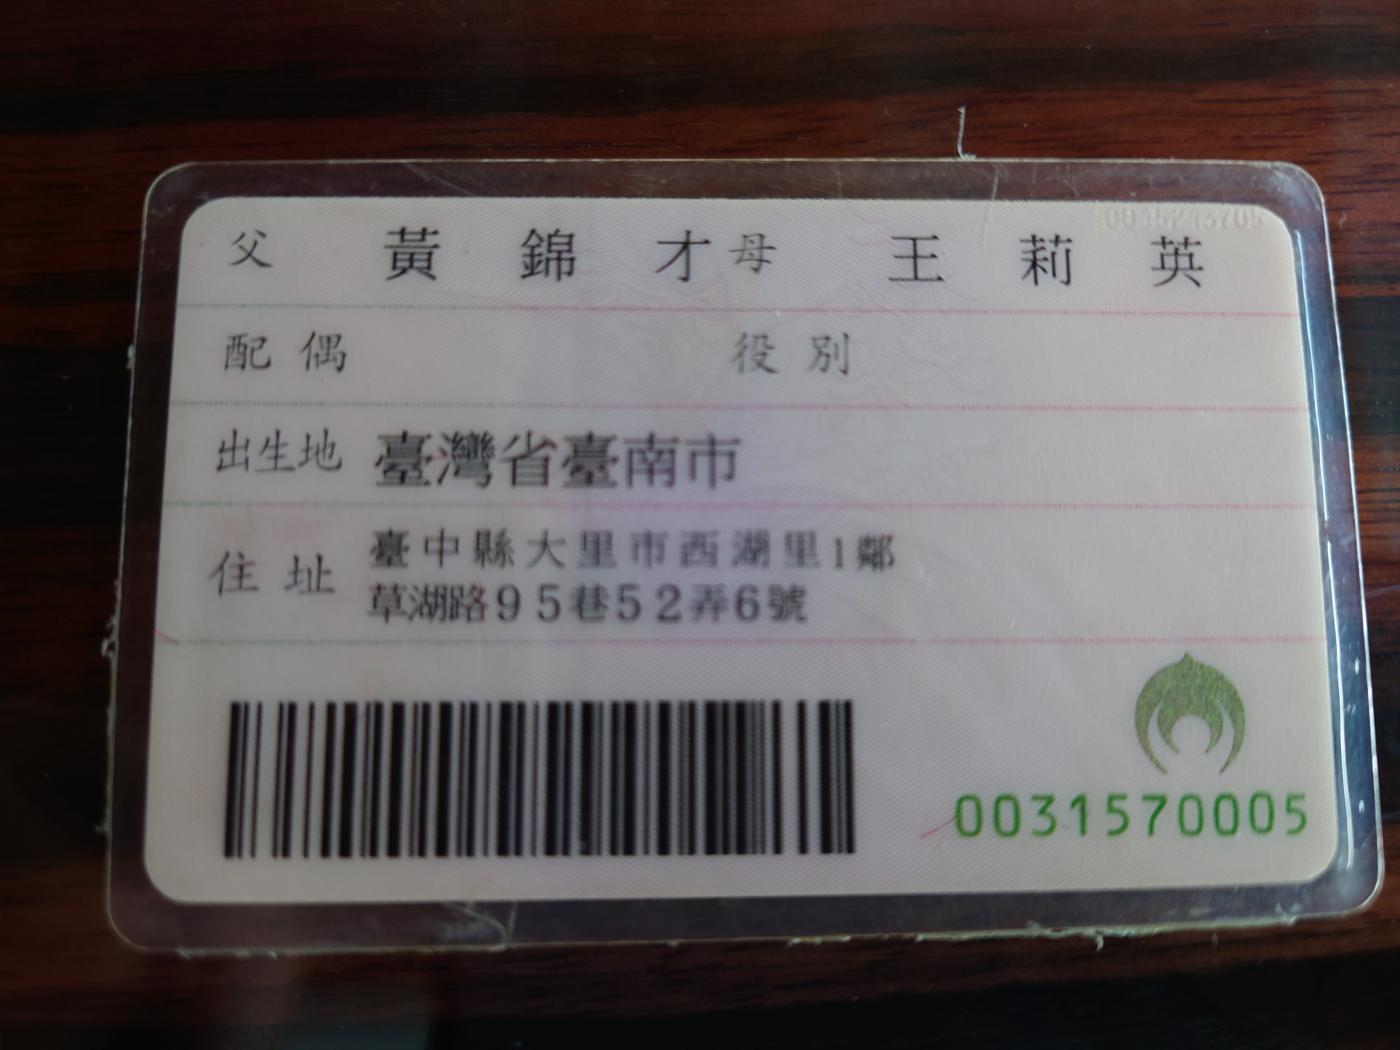 父 黃錦才 母 王莉英
配偶 役別
出生地 臺灣省臺南市
住址 臺中縣大里市西湖里1鄰
草湖路95巷52弄6號
0031570005